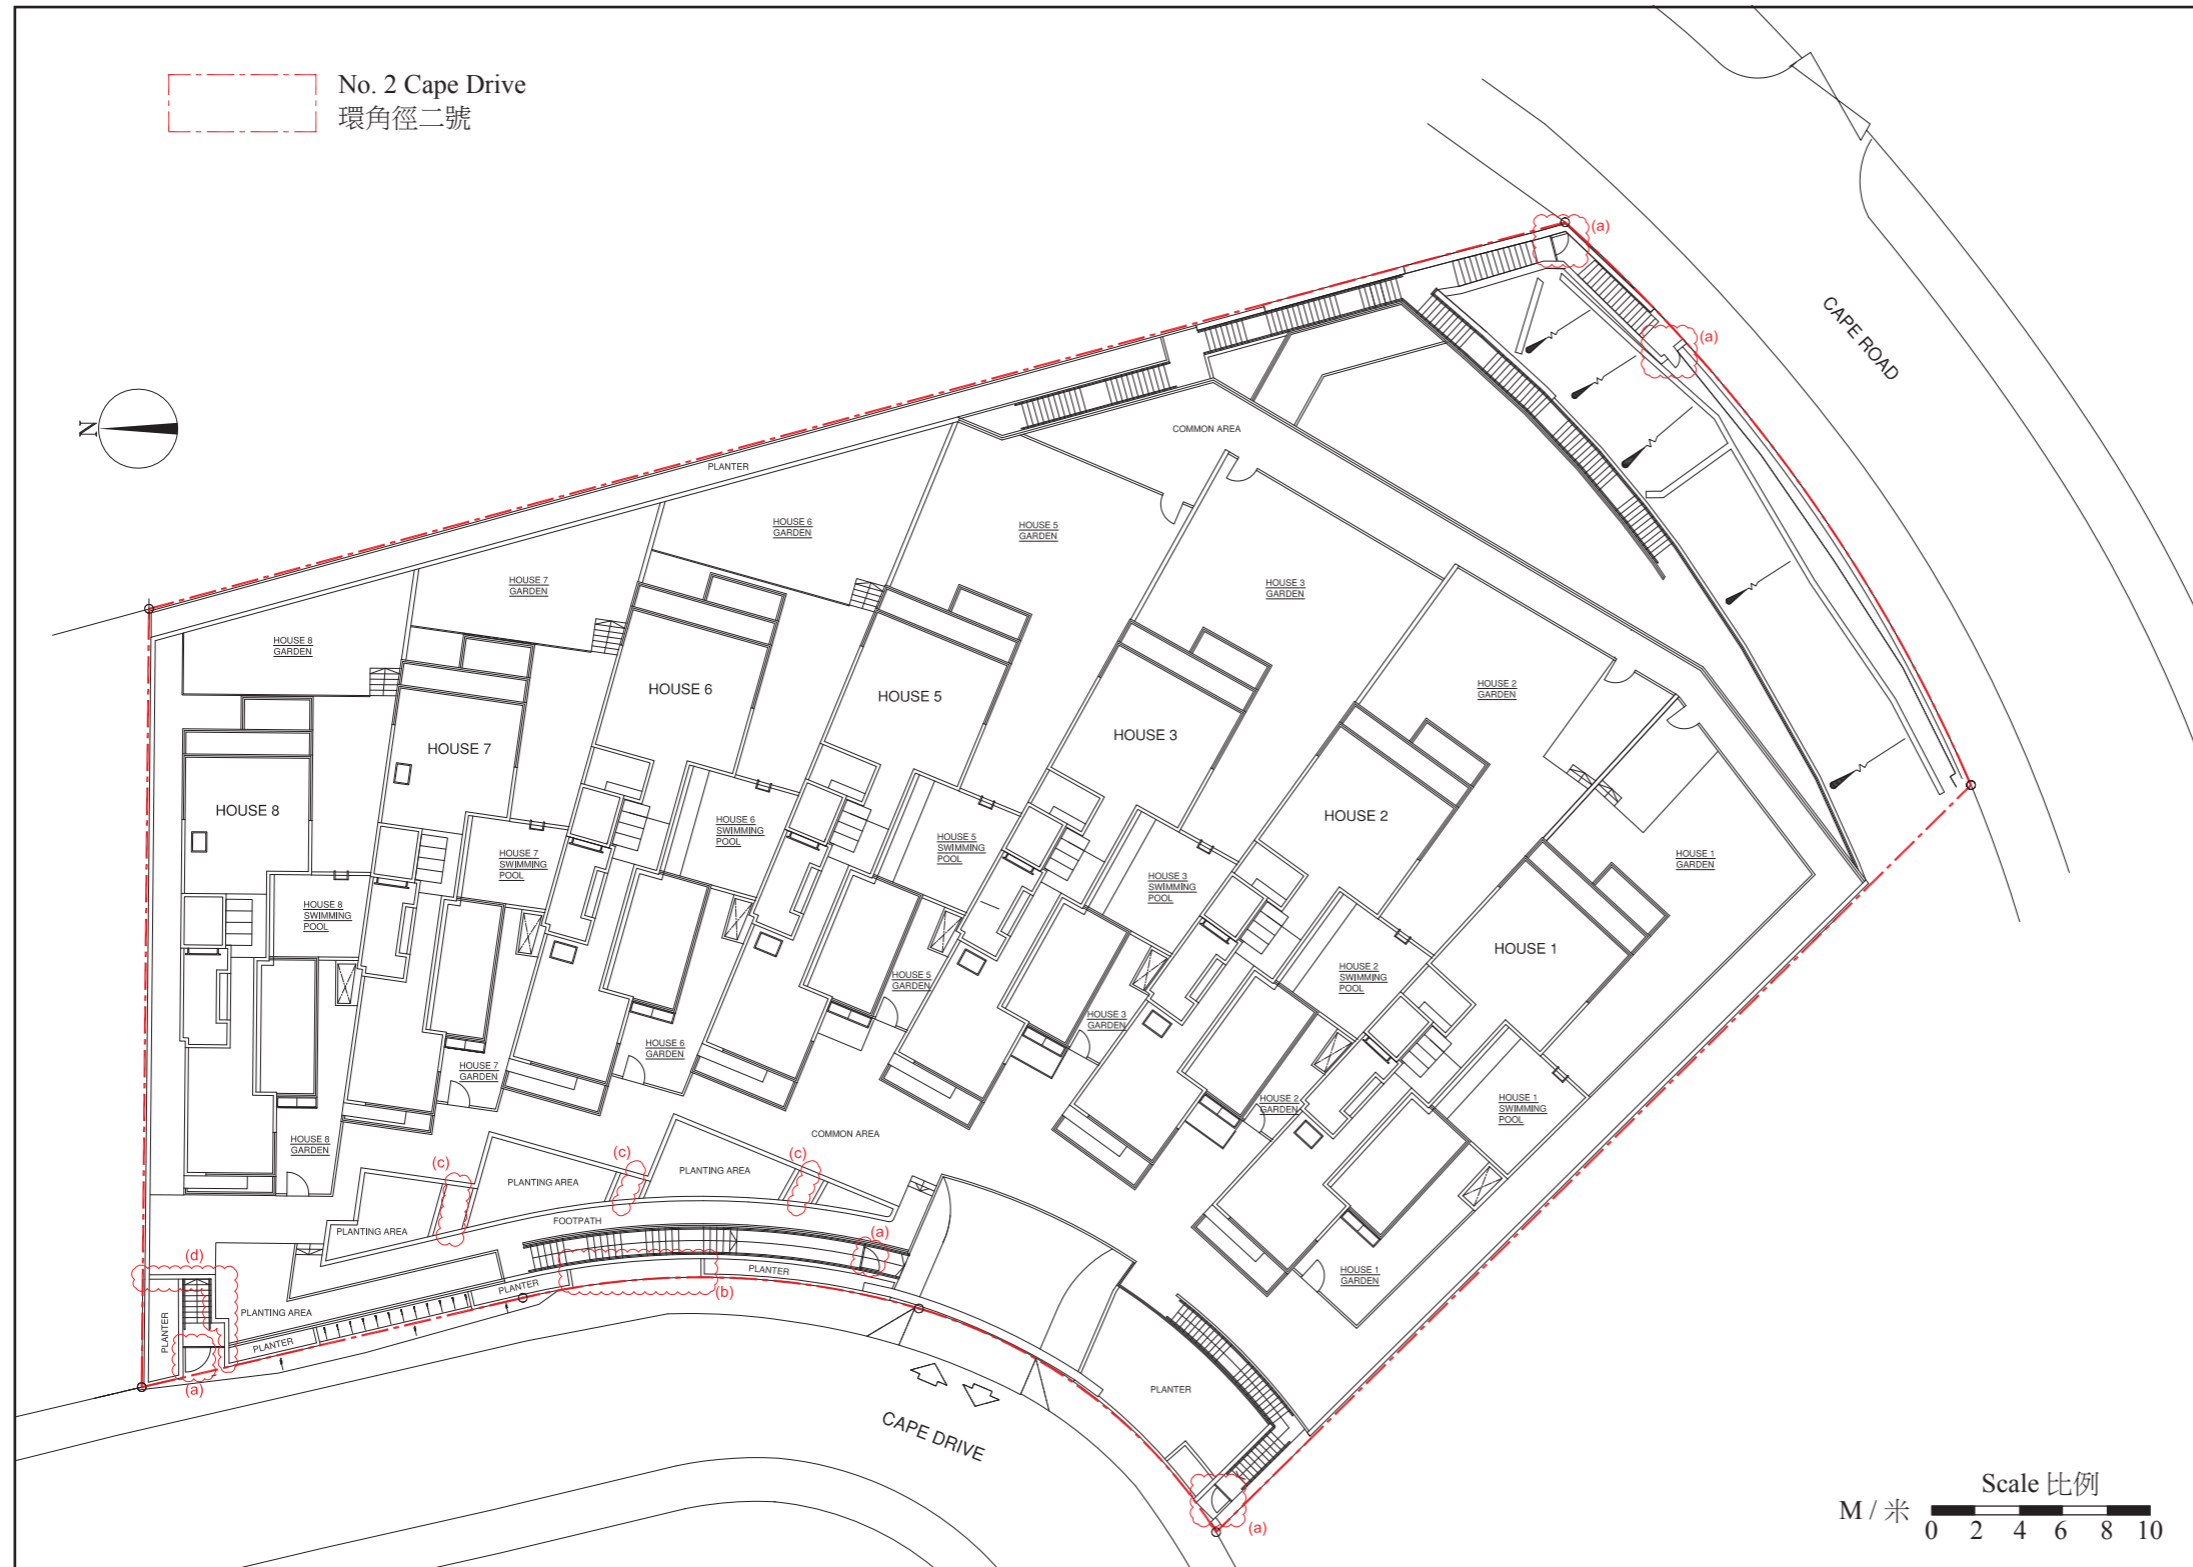 No. 2 Cape Drive
環角徑二號
(a)
(a)
CAPE ROAD
N
COMMON AREA
PLANTER
HOUSE 6
GARDEN
HOUSE 5
GARDEN
HOUSE 7
GARDEN
HOUSE 3
GARDEN
HOUSE 8
GARDEN
HOUSE 2
GARDEN
HOUSE 6
HOUSE 5
HOUSE 3
HOUSE 7
HOUSE 8
HOUSE 2
HOUSE 6
SWIMMING
POOL
HOUSE 5
SWIMMING
POOL
HOUSE 7
SWIMMING
POOL
HOUSE 1
GARDEN
HOUSE 3
SWIMMING
POOL
HOUSE 8
SWIMMING
POOL
HOUSE 1
HOUSE 5
GARDEN
HOUSE 2
SWIMMING
POOL
HOUSE 3
GARDEN
HOUSE 6
GARDEN
HOUSE 7
GARDEN
HOUSE 2
GARDEN
HOUSE 1
SWIMMING
POOL
HOUSE 8
GARDEN
COMMON AREA
(c)
(c)
(c)
PLANTING AREA
PLANTING AREA
PLANTING AREA
FOOTPATH
(a)
(d)
PLANTER
HOUSE 1
GARDEN
PLANTER
(b)
PLANTING AREA
PLANTER
PLANTER
(a)
PLANTER
CAPE DRIVE
(a)
Scale 比例
M / 米
0 2 4 6 8 10